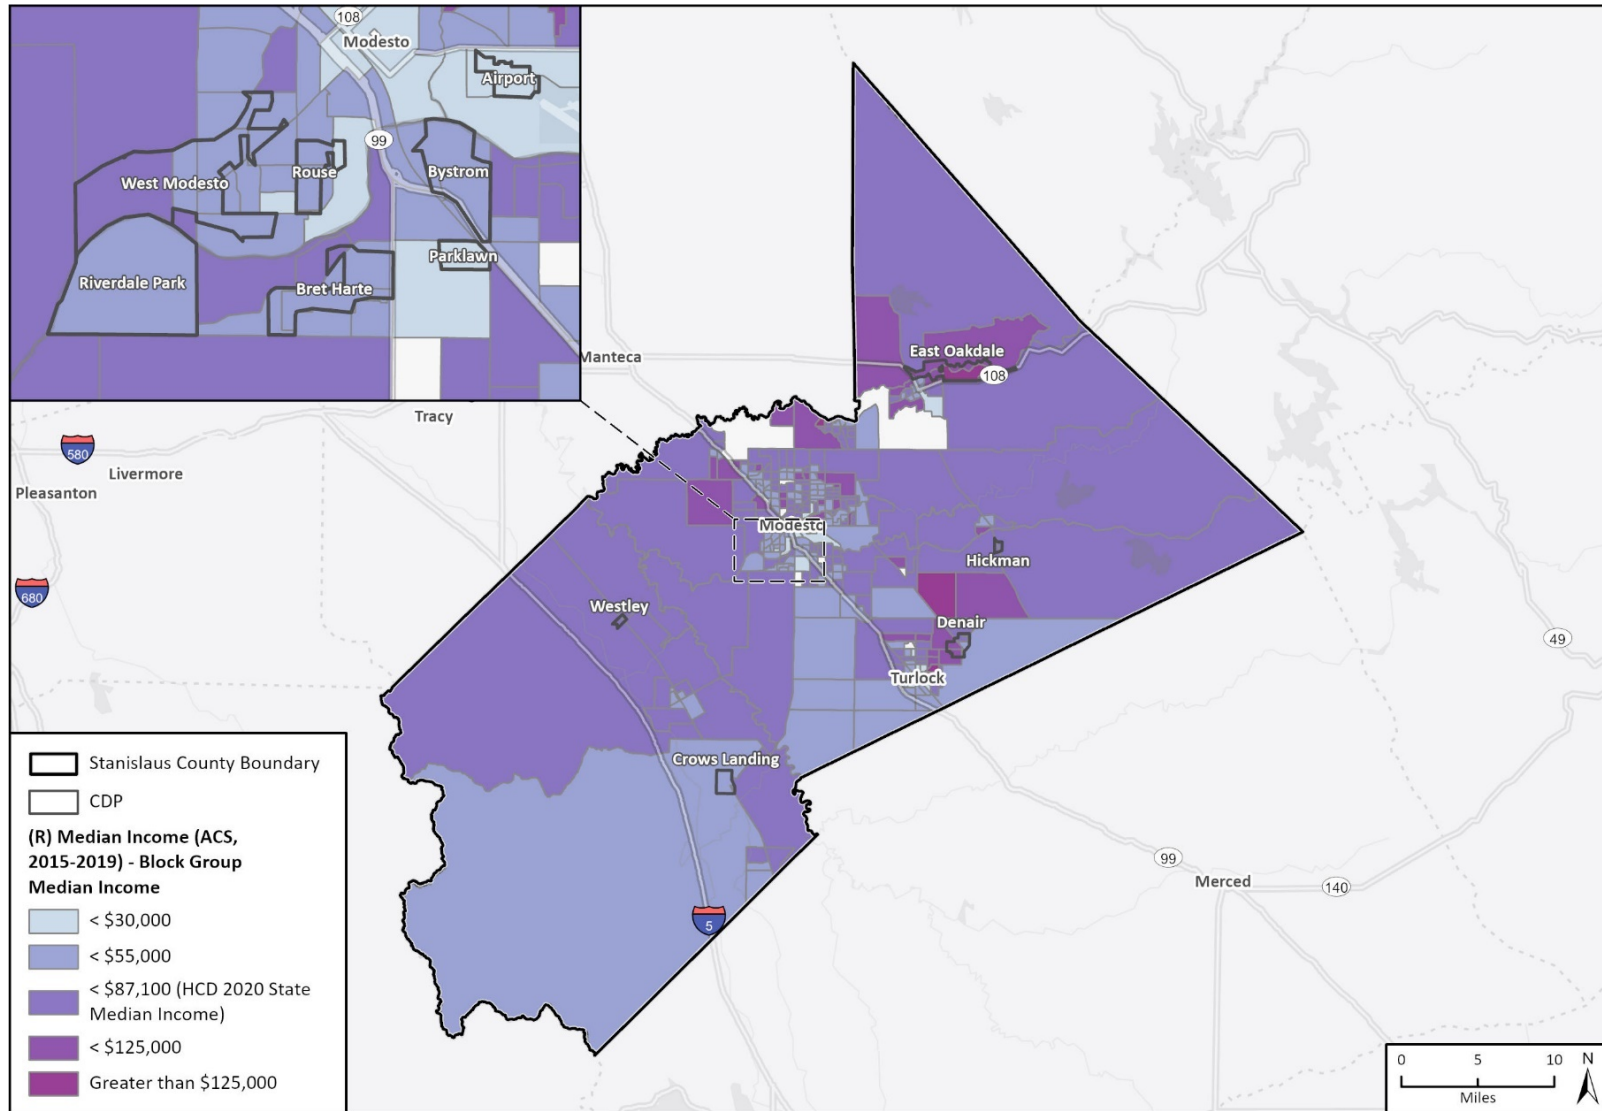 108
Modesto
Airport
99
West Modesto
Rouse
Bystrom
Riverdale Park
Bret Harte
Parklawn
Manteca
Tracy
580
Livermore
Pleasanton
680
East Oakdale
108
Modesto
Hickman
Westley
Denair
Turlock
49
Crows Landing
5
99
Merced
140
Stanislaus County Boundary
CDP
(R) Median Income (ACS,
2015-2019) - Block Group
Median Income
< $30,000
< $55,000
< $87,100 (HCD 2020 State
Median Income)
< $125,000
Greater than $125,000
0 5 10
Miles
N